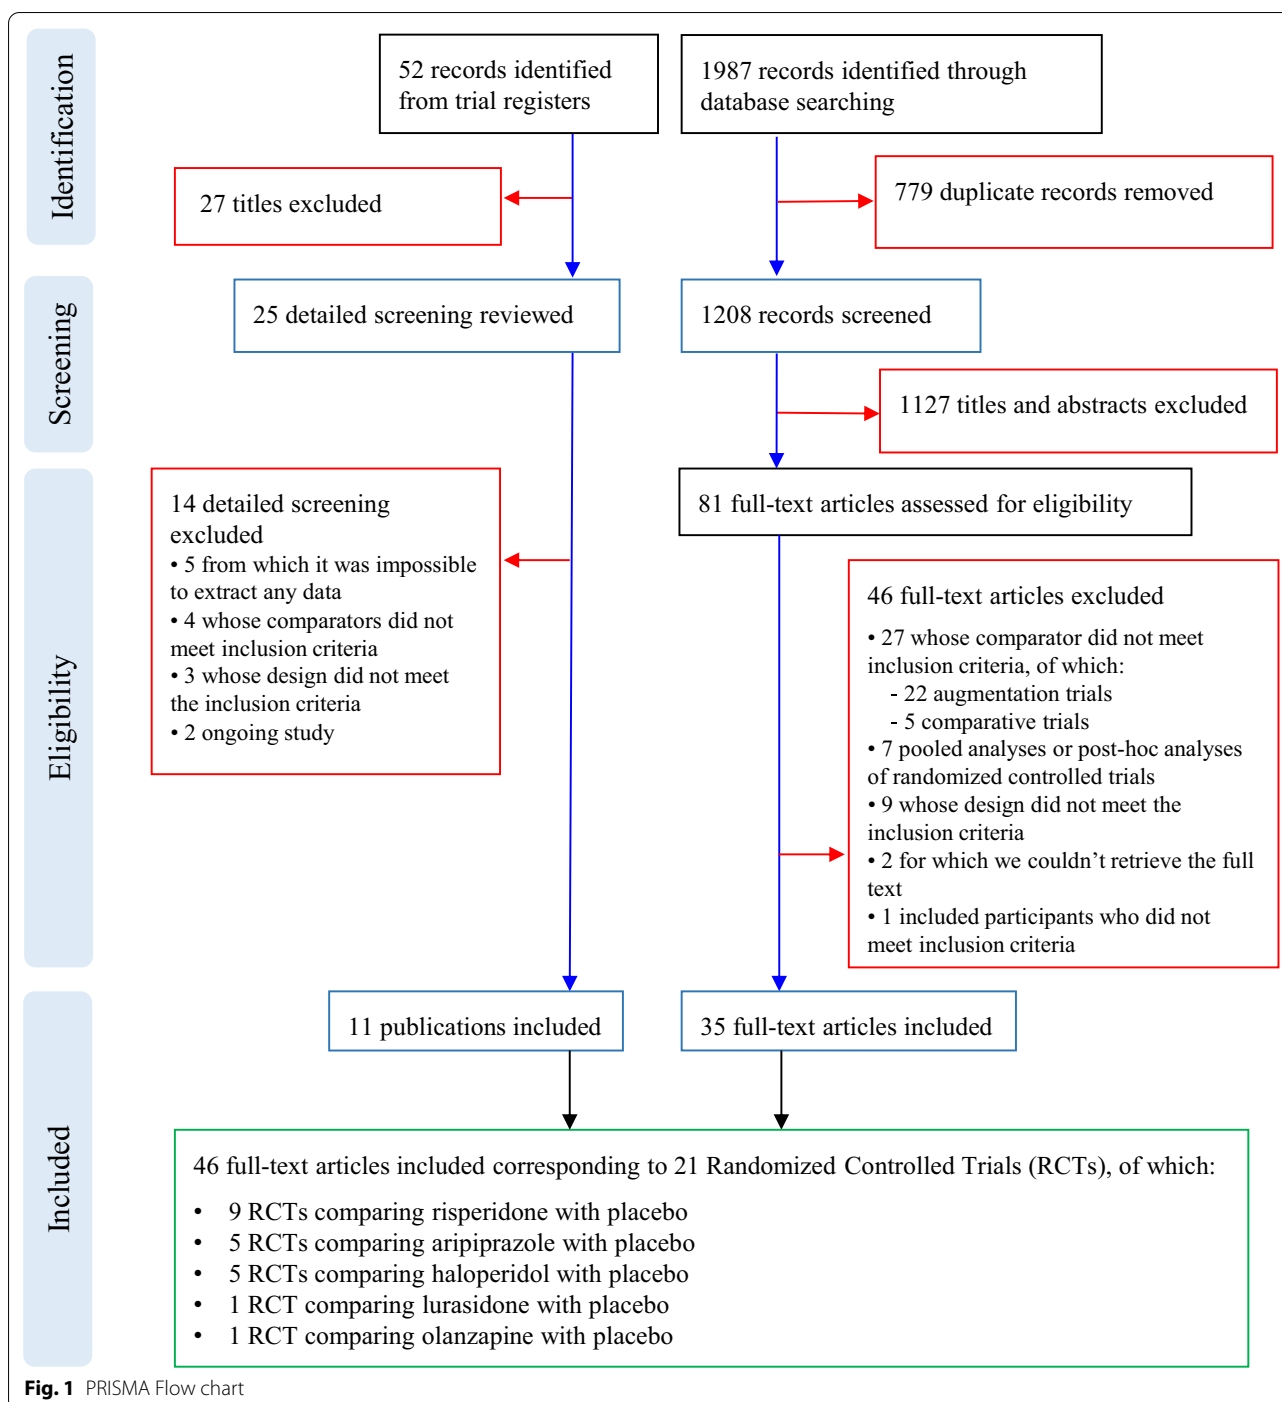 Identification
52 records identified
from trial registers
1987 records identified through
database searching
27 titles excluded
779 duplicate records removed
Screening
25 detailed screening reviewed
1208 records screened
1127 titles and abstracts excluded
Eligibility
14 detailed screening
excluded
• 5 from which it was impossible
to extract any data
• 4 whose comparators did not
meet inclusion criteria
• 3 whose design did not meet
the inclusion criteria
• 2 ongoing study
81 full-text articles assessed for eligibility
46 full-text articles excluded
• 27 whose comparator did not meet
inclusion criteria, of which:
- 22 augmentation trials
- 5 comparative trials
• 7 pooled analyses or post-hoc analyses
of randomized controlled trials
• 9 whose design did not meet the
inclusion criteria
• 2 for which we couldn’t retrieve the full
text
• 1 included participants who did not
meet inclusion criteria
Included
11 publications included
35 full-text articles included
46 full-text articles included corresponding to 21 Randomized Controlled Trials (RCTs), of which:
• 9 RCTs comparing risperidone with placebo
• 5 RCTs comparing aripiprazole with placebo
• 5 RCTs comparing haloperidol with placebo
• 1 RCT comparing lurasidone with placebo
• 1 RCT comparing olanzapine with placebo
Fig. 1 PRISMA Flow chart